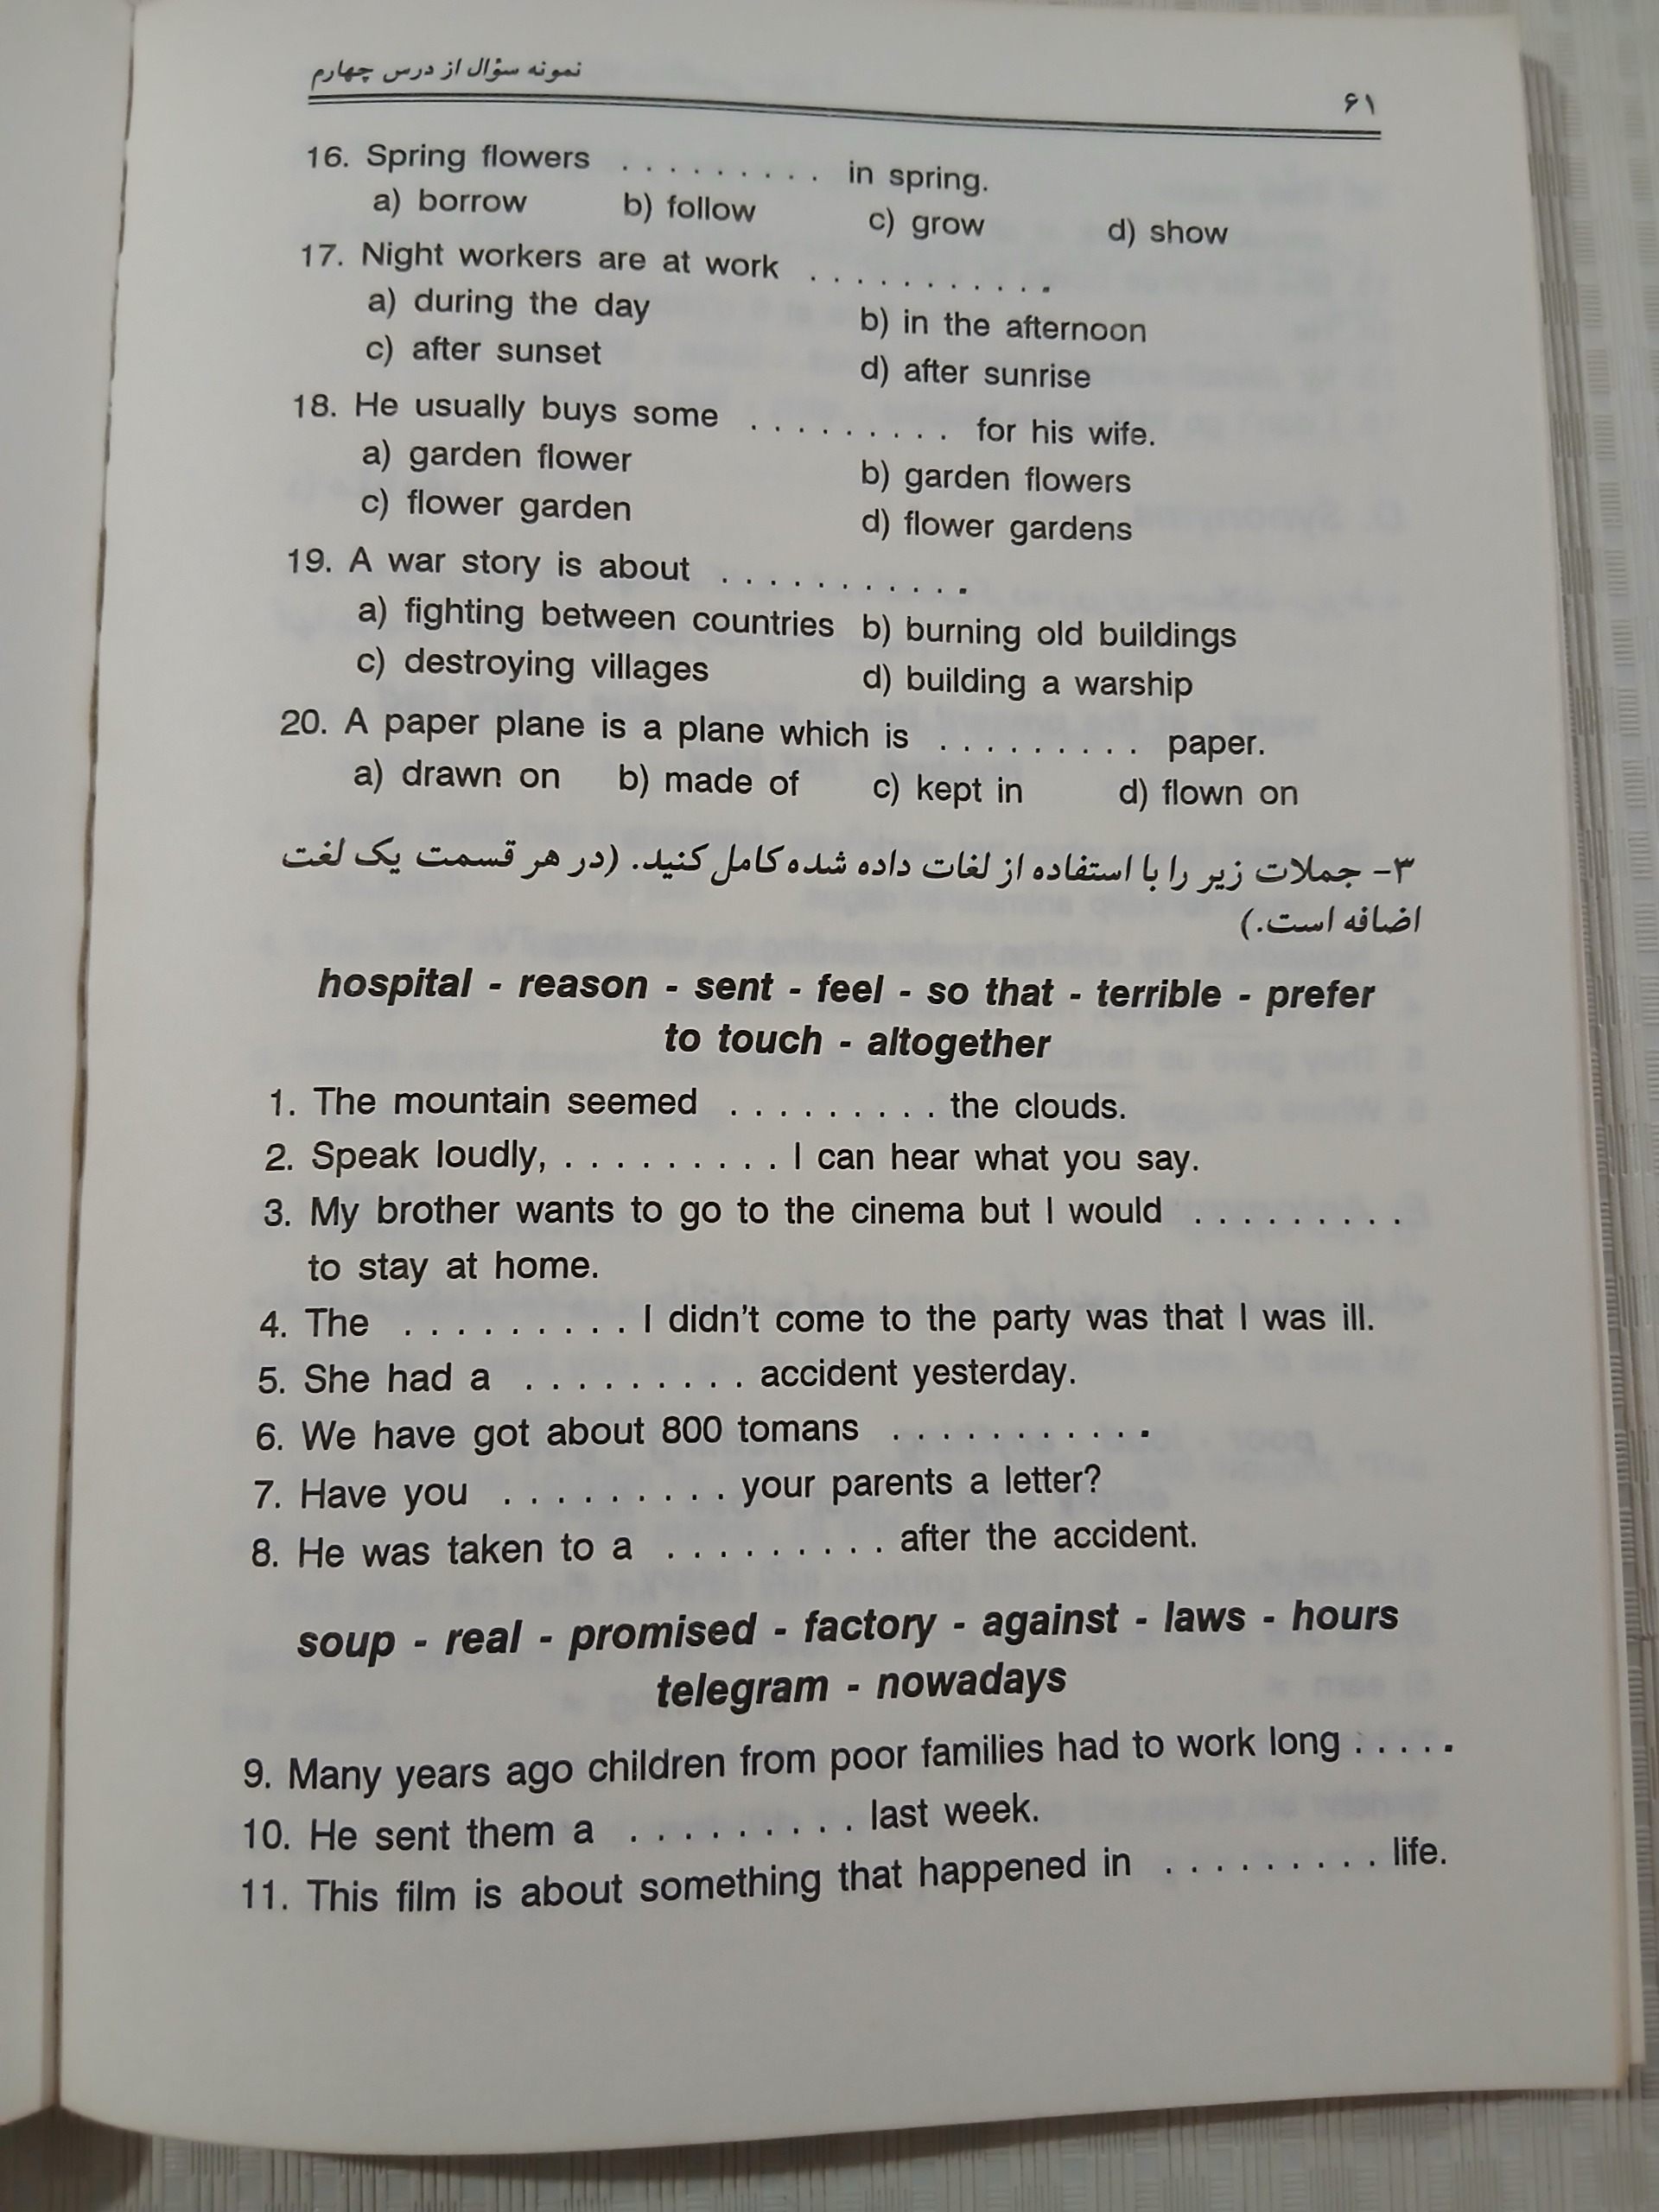 نمونه سؤال از درس چهارم
۶۱
16. Spring flowers ......... in spring.
a) borrow b) follow c) grow d) show
17. Night workers are at work ...........
a) during the day b) in the afternoon
c) after sunset d) after sunrise
18. He usually buys some ......... for his wife.
a) garden flower b) garden flowers
c) flower garden d) flower gardens
19. A war story is about ...........
a) fighting between countries b) burning old buildings
c) destroying villages d) building a warship
20. A paper plane is a plane which is ......... paper.
a) drawn on b) made of c) kept in d) flown on
۳- جملات زیر را با استفاده از لغات داده شده کامل کنید. (در هر قسمت یک لغت
اضافه است.)
hospital - reason - sent - feel - so that - terrible - prefer
to touch - altogether
1. The mountain seemed ......... the clouds.
2. Speak loudly, ......... I can hear what you say.
3. My brother wants to go to the cinema but I would .........
to stay at home.
4. The ......... I didn't come to the party was that I was ill.
5. She had a ......... accident yesterday.
6. We have got about 800 tomans ...........
7. Have you ......... your parents a letter?
8. He was taken to a ......... after the accident.
soup - real - promised - factory - against - laws - hours
telegram - nowadays
9. Many years ago children from poor families had to work long .....
10. He sent them a ......... last week.
11. This film is about something that happened in ......... life.